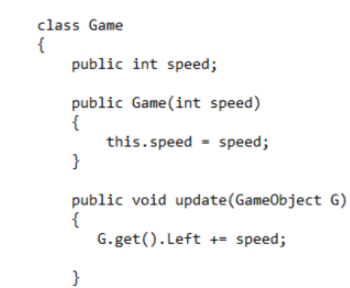 class Game
{
public int speed;
public Game(int speed)
{
this.speed = speed;
}
public void update(GameObject G)
{
G.get().Left += speed;
}